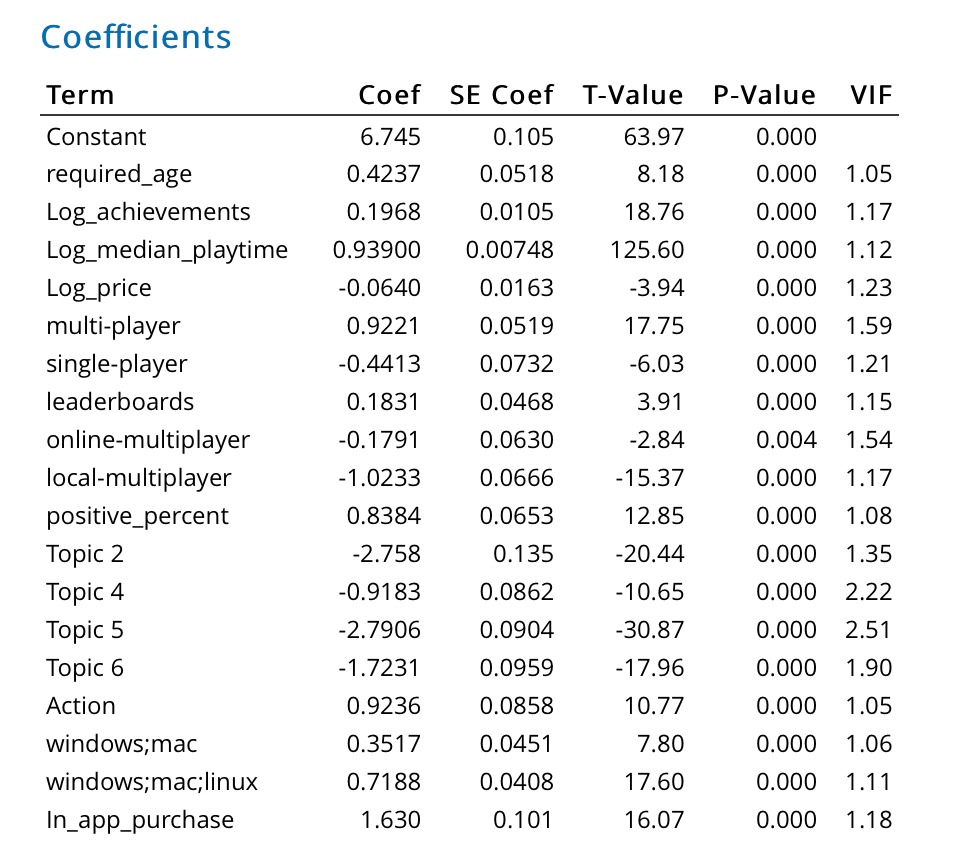 Coefficients
Term Coef SE Coef T-Value P-Value VIF
Constant 6.745 0.105 63.97 0.000
required_age 0.4237 0.0518 8.18 0.000 1.05
Log_achievements 0.1968 0.0105 18.76 0.000 1.17
Log_median_playtime 0.93900 0.00748 125.60 0.000 1.12
Log_price -0.0640 0.0163 -3.94 0.000 1.23
multi-player 0.9221 0.0519 17.75 0.000 1.59
single-player -0.4413 0.0732 -6.03 0.000 1.21
leaderboards 0.1831 0.0468 3.91 0.000 1.15
online-multiplayer -0.1791 0.0630 -2.84 0.004 1.54
local-multiplayer -1.0233 0.0666 -15.37 0.000 1.17
positive_percent 0.8384 0.0653 12.85 0.000 1.08
Topic 2 -2.758 0.135 -20.44 0.000 1.35
Topic 4 -0.9183 0.0862 -10.65 0.000 2.22
Topic 5 -2.7906 0.0904 -30.87 0.000 2.51
Topic 6 -1.7231 0.0959 -17.96 0.000 1.90
Action 0.9236 0.0858 10.77 0.000 1.05
windows;mac 0.3517 0.0451 7.80 0.000 1.06
windows;mac;linux 0.7188 0.0408 17.60 0.000 1.11
In_app_purchase 1.630 0.101 16.07 0.000 1.18